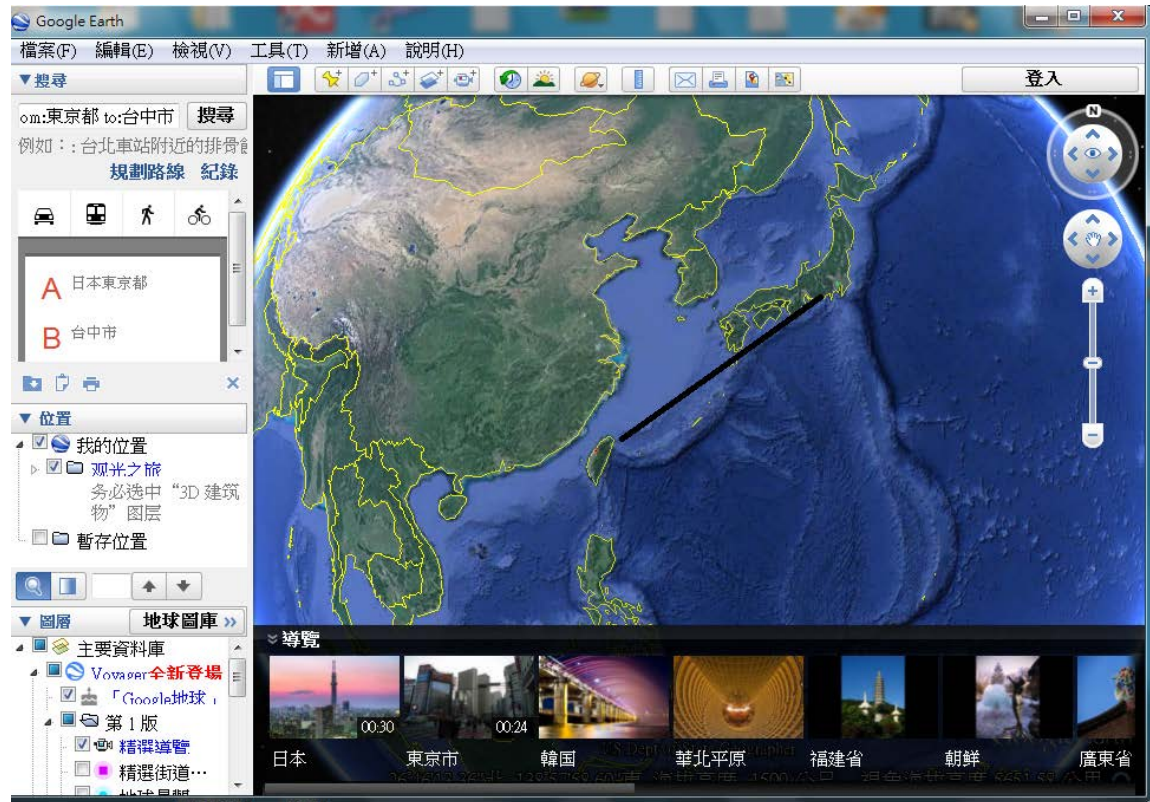 Google Earth
檔案(F) 編輯(E) 檢視(V) 工具(T) 新增(A) 說明(H)
▼搜尋
登入
om:東京都 to:台中市 搜尋
例如：: 台北車站附近的排骨
規劃路線 紀錄
A 日本東京都
B 台中市
▼ 位置
我的位置
观光之旅
务必选中“3D 建筑
物”图层
暫存位置
▼ 圖層 地球圖庫 »
主要資料庫
Voyager全新登場
「Google地球」
第 1 版
精選導覽
精選街道…
N
導覽
00:30 00:24
日本 東京市 韓国 華北平原 福建省 朝鮮 廣東省